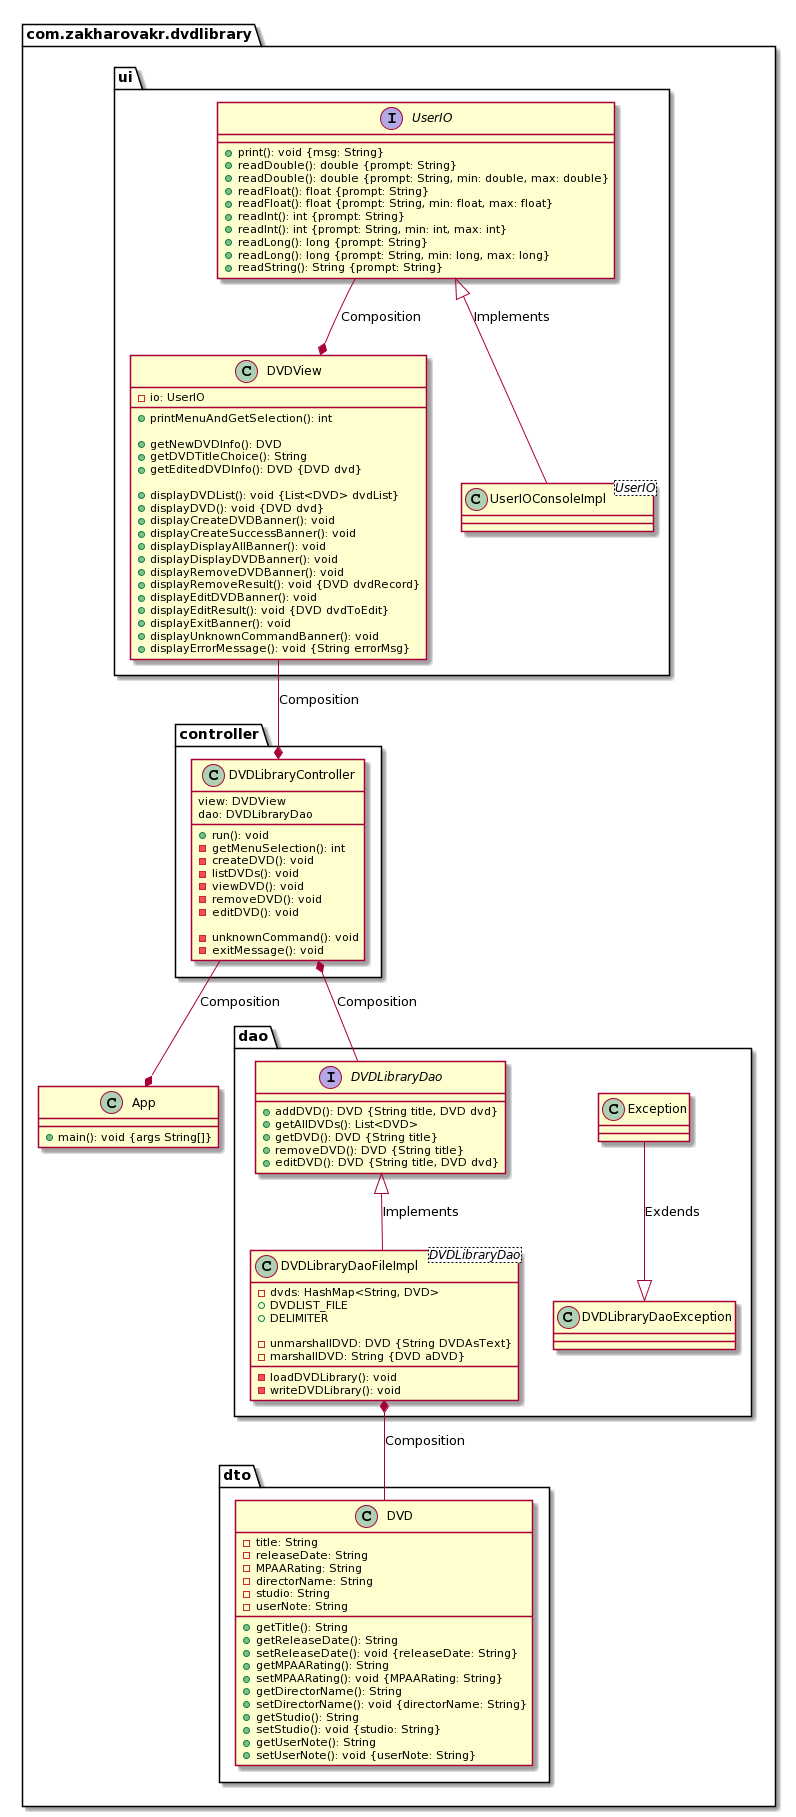 com.zakharovakr.dvdlibrary
ui
I UserIO
print(): void {msg: String}
readDouble(): double {prompt: String}
readDouble(): double {prompt: String, min: double, max: double}
readFloat(): float {prompt: String}
readFloat(): float {prompt: String, min: float, max: float}
readInt(): int {prompt: String}
readInt(): int {prompt: String, min: int, max: int}
readLong(): long {prompt: String}
readLong(): long {prompt: String, min: long, max: long}
readString(): String {prompt: String}
Composition
Implements
C DVDView
io: UserIO
printMenuAndGetSelection(): int
getNewDVDInfo(): DVD
getDVDTitleChoice(): String
getEditedDVDInfo(): DVD {DVD dvd}
displayDVDList(): void {List<DVD> dvdList}
displayDVD(): void {DVD dvd}
displayCreateDVDBanner(): void
displayCreateSuccessBanner(): void
displayDisplayAllBanner(): void
displayDisplayDVDBanner(): void
displayRemoveDVDBanner(): void
displayRemoveResult(): void {DVD dvdRecord}
displayEditDVDBanner(): void
displayEditResult(): void {DVD dvdToEdit}
displayExitBanner(): void
displayUnknownCommandBanner(): void
displayErrorMessage(): void {String errorMsg}
UserIO
C UserIOConsoleImpl
Composition
controller
C DVDLibraryController
view: DVDView
dao: DVDLibraryDao
run(): void
getMenuSelection(): int
createDVD(): void
listDVDs(): void
viewDVD(): void
removeDVD(): void
editDVD(): void
unknownCommand(): void
exitMessage(): void
Composition
Composition
C App
main(): void {args String[]}
dao
I DVDLibraryDao
addDVD(): DVD {String title, DVD dvd}
getAllDVDs(): List<DVD>
getDVD(): DVD {String title}
removeDVD(): DVD {String title}
editDVD(): DVD {String title, DVD dvd}
C Exception
Implements
Exdends
DVDLibraryDao
C DVDLibraryDaoFileImpl
dvds: HashMap<String, DVD>
DVDLIST_FILE
DELIMITER
unmarshallDVD: DVD {String DVDAsText}
marshallDVD: String {DVD aDVD}
loadDVDLibrary(): void
writeDVDLibrary(): void
C DVDLibraryDaoException
Composition
dto
C DVD
title: String
releaseDate: String
MPAARating: String
directorName: String
studio: String
userNote: String
getTitle(): String
getReleaseDate(): String
setReleaseDate(): void {releaseDate: String}
getMPAARating(): String
setMPAARating(): void {MPAARating: String}
getDirectorName(): String
setDirectorName(): void {directorName: String}
getStudio(): String
setStudio(): void {studio: String}
getUserNote(): String
setUserNote(): void {userNote: String}